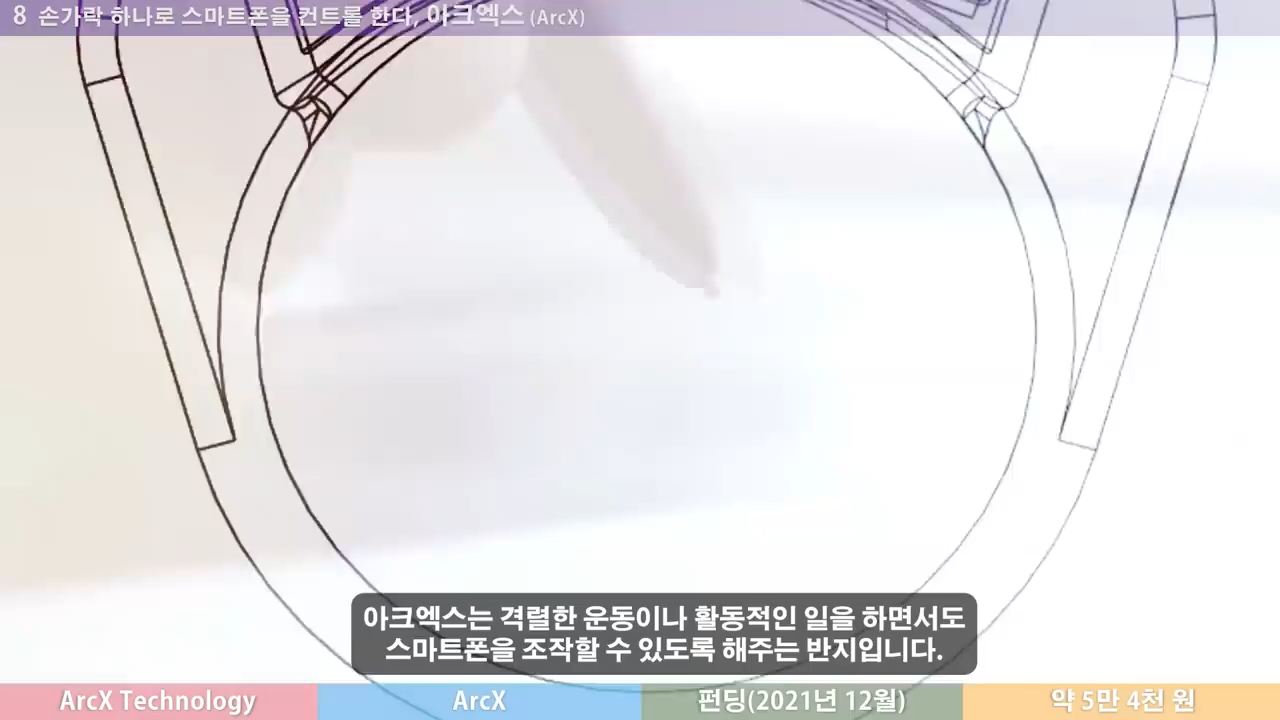 8 손가락 하나로 스마트폰을 컨트롤 한다, 아크엑스 (ArcX)
아크엑스는 격렬한 운동이나 활동적인 일을 하면서도
스마트폰을 조작할 수 있도록 해주는 반지입니다.
ArcX Technology
ArcX
펀딩(2021년 12월)
약 5만 4천 원